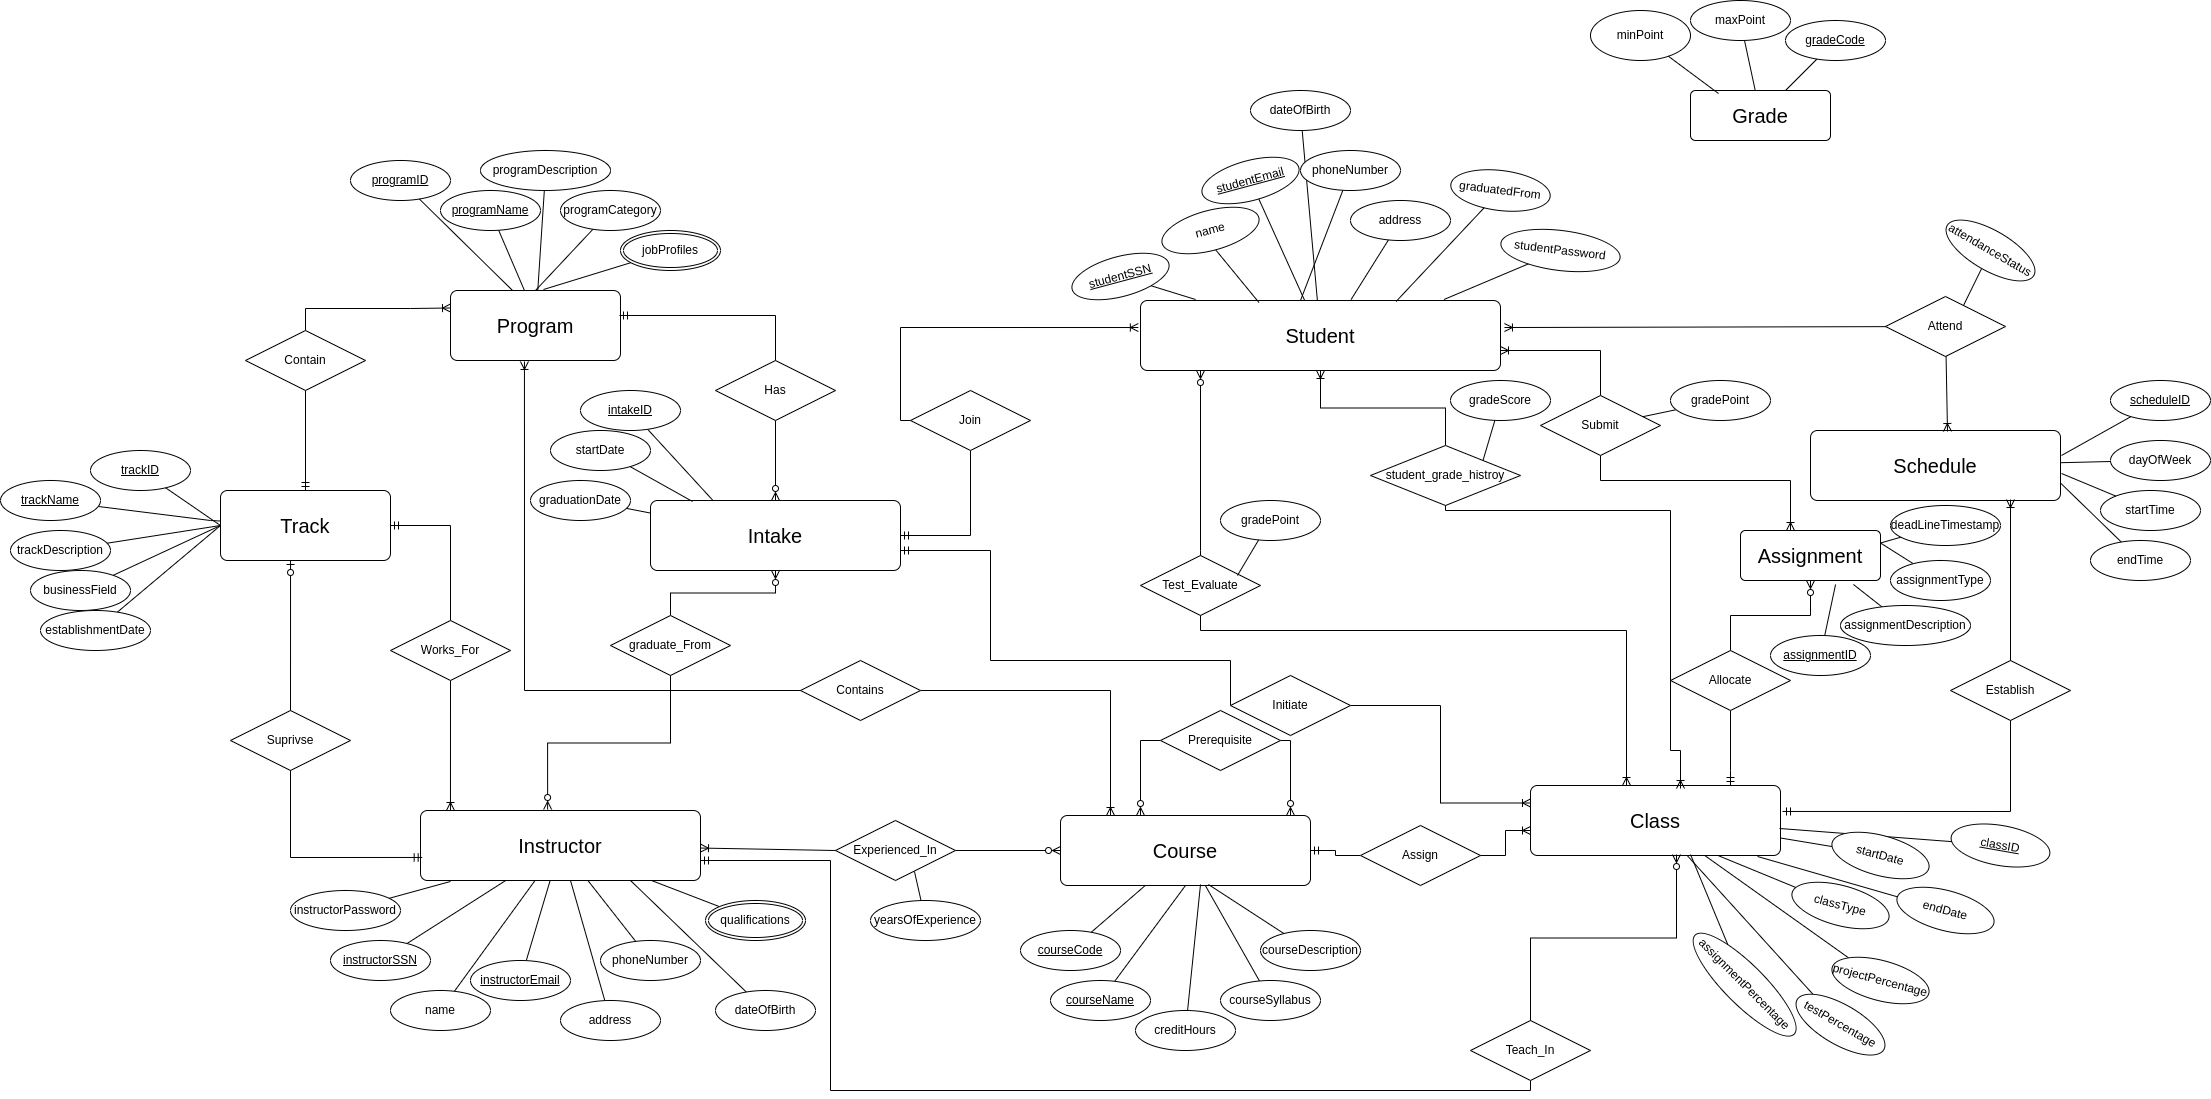 maxPoint
minPoint
gradeCode
Grade
dateOfBirth
programDescription
phoneNumber
programID
studentEmail
graduatedFrom
programName
programCategory
name
address
jobProfiles
studentPassword
attendanceStatus
studentSSN
Program
Student
Attend
Contain
Has
intakeID
Join
gradeScore
gradePoint
scheduleID
Submit
startDate
dayOfWeek
trackID
Schedule
student_grade_histroy
trackName
graduationDate
startTime
Track
Intake
gradePoint
deadLineTimestamp
trackDescription
Assignment
endTime
businessField
Test_Evaluate
assignmentType
establishmentDate
assignmentDescription
Works_For
graduate_From
assignmentID
Allocate
Contains
Initiate
Establish
Suprivse
Prerequisite
Class
Instructor
Experienced_In
Course
Assign
startDate
classID
instructorPassword
qualifications
yearsOfExperience
classType
endDate
instructorSSN
phoneNumber
courseCode
courseDescription
instructorEmail
projectPercentage
assignmentPercentage
name
address
dateOfBirth
courseName
courseSyllabus
creditHours
testPercentage
Teach_In